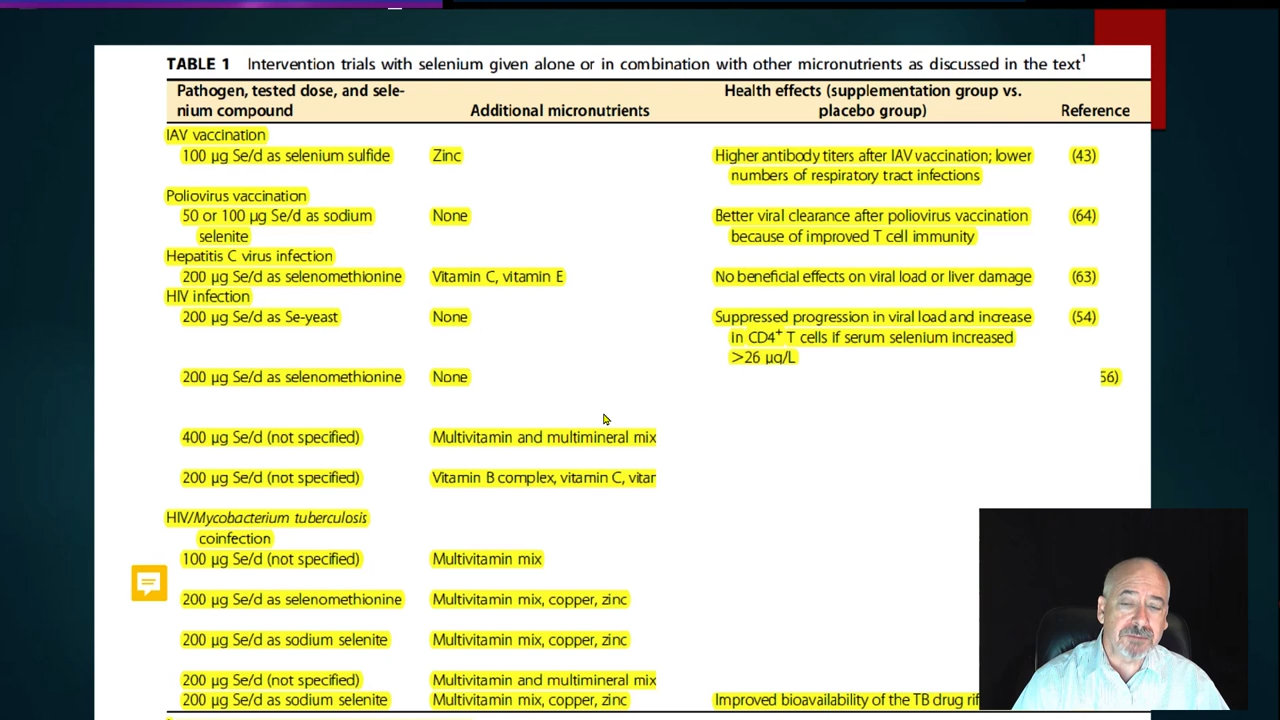 TABLE 1 Intervention trials with selenium given alone or in combination with other micronutrients as discussed in the text1
Pathogen, tested dose, and sele-
nium compound
Additional micronutrients
Health effects (supplementation group vs.
placebo group)
Reference
IAV vaccination
100 µg Se/d as selenium sulfide Zinc Higher antibody titers after IAV vaccination; lower (43)
numbers of respiratory tract infections
Poliovirus vaccination
50 or 100 µg Se/d as sodium None Better viral clearance after poliovirus vaccination (64)
selenite because of improved T cell immunity
Hepatitis C virus infection
200 µg Se/d as selenomethionine Vitamin C, vitamin E No beneficial effects on viral load or liver damage (63)
HIV infection
200 µg Se/d as Se-yeast None Suppressed progression in viral load and increase (54)
in CD4+ T cells if serum selenium increased
>26 µg/L
200 µg Se/d as selenomethionine None 56)
400 µg Se/d (not specified) Multivitamin and multimineral mix
200 µg Se/d (not specified) Vitamin B complex, vitamin C,
HIV/Mycobacterium tuberculosis
coinfection
100 µg Se/d (not specified) Multivitamin mix
200 µg Se/d as selenomethionine Multivitamin mix, copper, zinc
200 µg Se/d as sodium selenite Multivitamin mix, copper, zinc
200 µg Se/d (not specified) Multivitamin and multimineral mix
200 µg Se/d as sodium selenite Multivitamin mix, copper, zinc Improved bioavailability of the TB drug